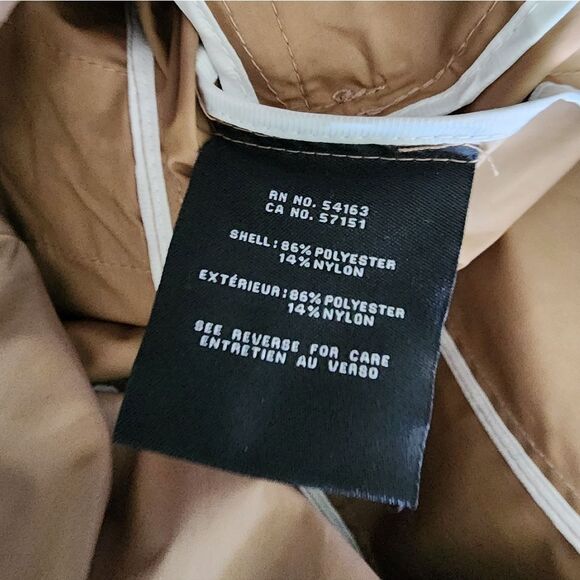 RN NO. 54163
CA NO. 57151
SHELL: 86% POLYESTER
14% NYLON
EXTÉRIEUR: 86% POLYESTER
14% NYLON
SEE REVERSE FOR CARE
ENTRETIEN AU VERSO